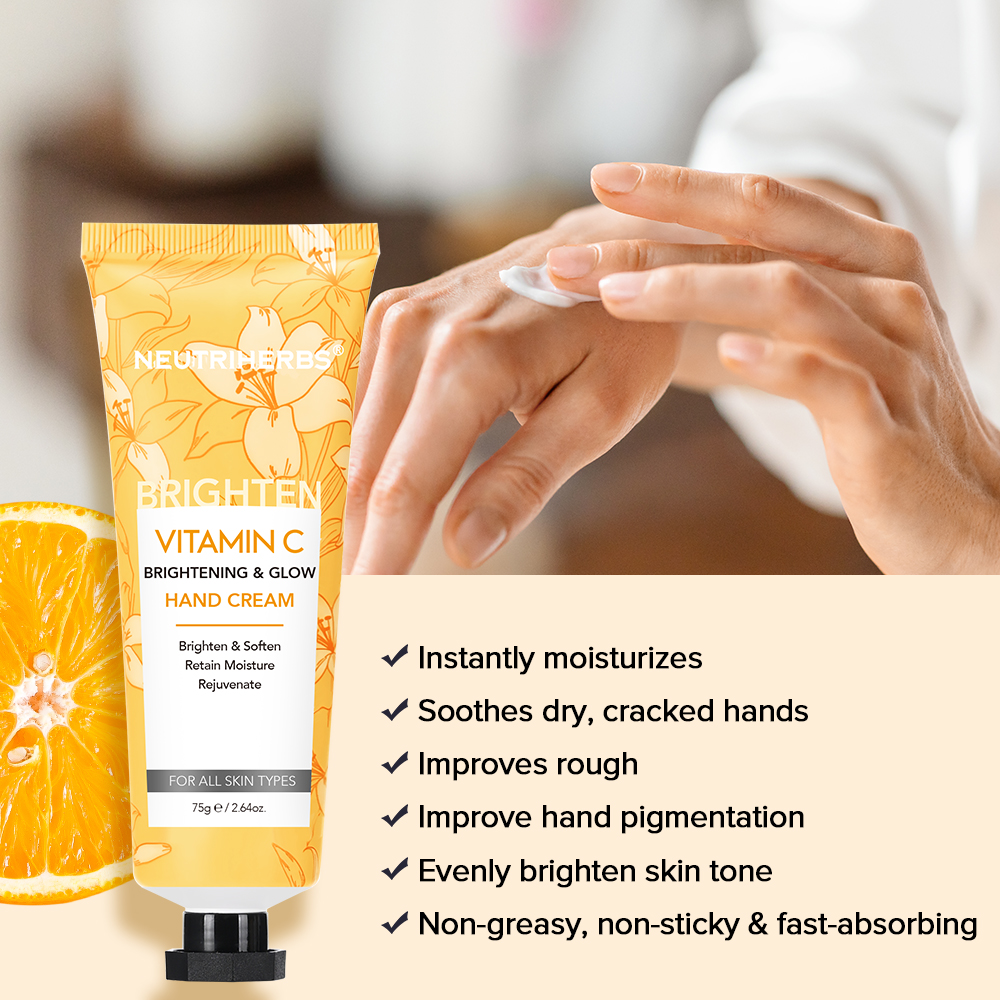 NEUTRIHERBS®
BRIGHTEN
VITAMIN C
BRIGHTENING & GLOW
HAND CREAM
Brighten & Soften
Retain Moisture
Rejuvenate
FOR ALL SKIN TYPES
75g ℮ / 2.64oz.
Instantly moisturizes
Soothes dry, cracked hands
Improves rough
Improve hand pigmentation
Evenly brighten skin tone
Non-greasy, non-sticky & fast-absorbing